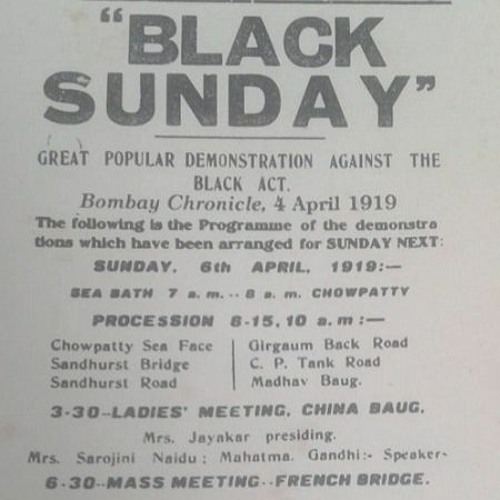 "BLACK
SUNDAY"
GREAT POPULAR DEMONSTRATION AGAINST THE
BLACK ACT.
Bombay Chronicle, 4 April 1919
The following is the Programme of the demonstra
tions which have been arranged for SUNDAY NEXT:
SUNDAY, 6th APRIL, 1919:—
SEA BATH 7 a. m.--8 a. m. CHOWPATTY
PROCESSION 8-15,10 a. m :—
Chowpatty Sea Face | Girgaum Back Road
Sandhurst Bridge | C. P. Tank Road
Sandhurst Road | Madhav Baug.
3-30--LADIES' MEETING, CHINA BAUG.
Mrs. Jayakar presiding.
Mrs. Sarojini Naidu: Mahatma. Gandhi:- Speaker-
6-30--MASS MEETING--FRENCH BRIDGE.